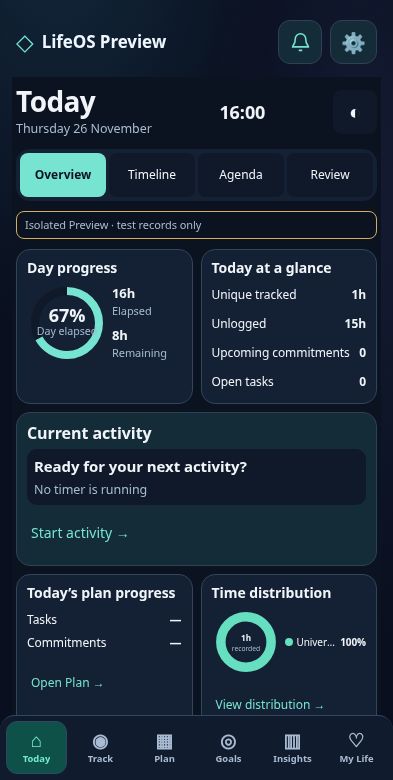 LifeOS Preview
Today
Thursday 26 November
16:00
Overview
Timeline
Agenda
Review
Isolated Preview · test records only
Day progress
67%
Day elapsed
16h
Elapsed
8h
Remaining
Today at a glance
Unique tracked 1h
Unlogged 15h
Upcoming commitments 0
Open tasks 0
Current activity
Ready for your next activity?
No timer is running
Start activity →
Today's plan progress
Tasks —
Commitments —
Open Plan →
Time distribution
1h
recorded
Univer... 100%
View distribution →
Today
Track
Plan
Goals
Insights
My Life